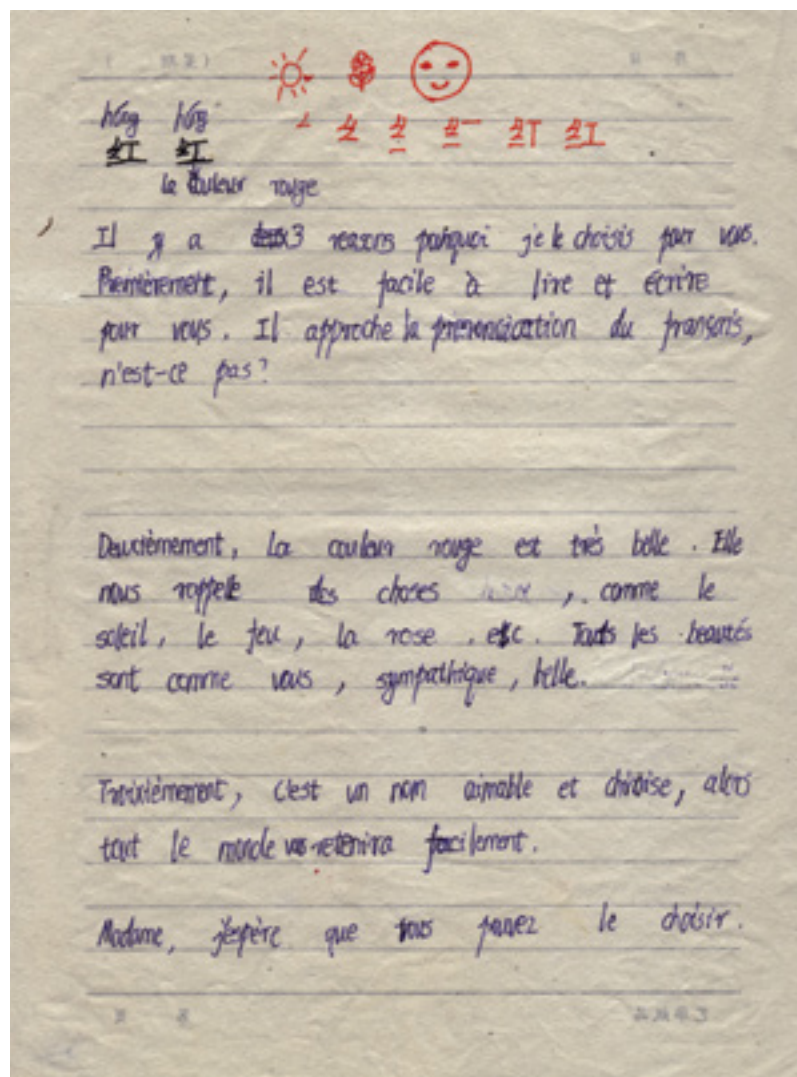 hóng hóng
红 红
la couleur rouge
Il y a 3 reasons pourquoi je le choisis pour vous.
Premièrement, il est facile à lire et écrire
pour vous. Il approche la prononciation du français,
n'est-ce pas?
Deuxièmement, la couleur rouge est très belle. Elle
nous rappelle des choses , comme le
soleil, le feu, la rose, etc. Touts les beautés
sont comme vous, sympathique, belle.
Troixièmement, c'est un nom aimable et chinoise, alors
tout le monde vous retenira facilement.
Madame, j'espère que vous pouvez le choisir.